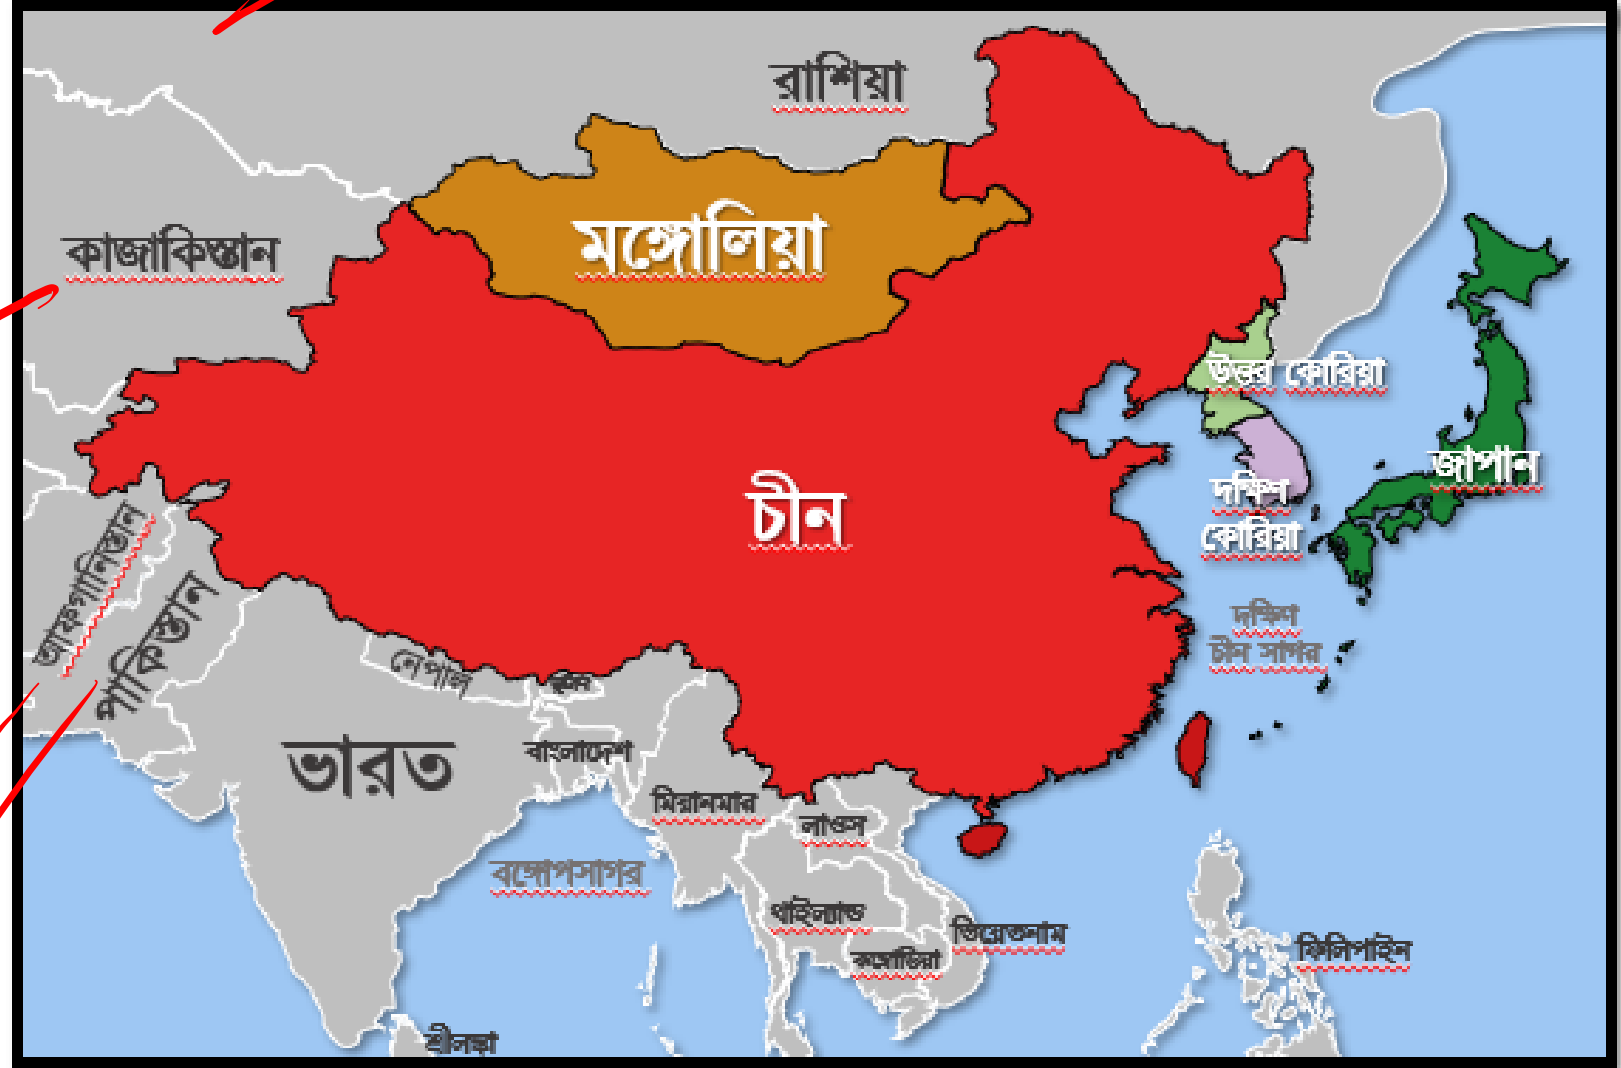 রাশিয়া
কাজাকিস্তান
মঙ্গোলিয়া
উত্তর কোরিয়া
জাপান
চীন
দক্ষিণ
কোরিয়া
আফগানিস্তান
পাকিস্তান
দক্ষিণ
চীন সাগর
নেপাল
ভারত
বাংলাদেশ
মিয়ানমার
লাওস
বঙ্গোপসাগর
থাইল্যান্ড
ভিয়েতনাম
কম্বোডিয়া
ফিলিপাইন
শ্রীলঙ্কা